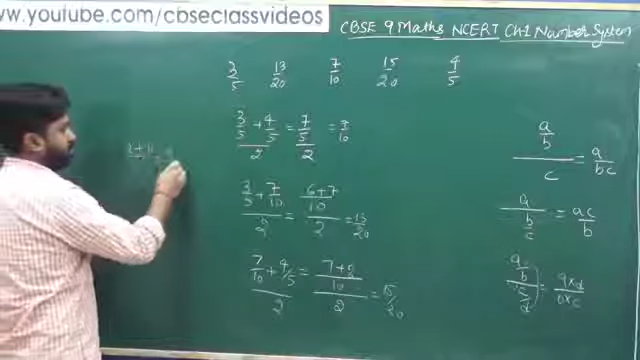 www.youtube.com/cbseclassvideos
CBSE 9 Maths NCERT Ch-1 Number System
3/5 13/20 7/10 15/20 4/5
(3/5 + 4/5)/2 = (7/5)/2 = 7/10
(3/5 + 7/10)/2 = ((6+7)/10)/2 = 13/20
(7/10 + 4/5)/2 = ((7+8)/10)/2 = 15/20
(a/b)/c = a/bc
a/(b/c) = ac/b
(a/b)/(c/d) = a×d/b×c